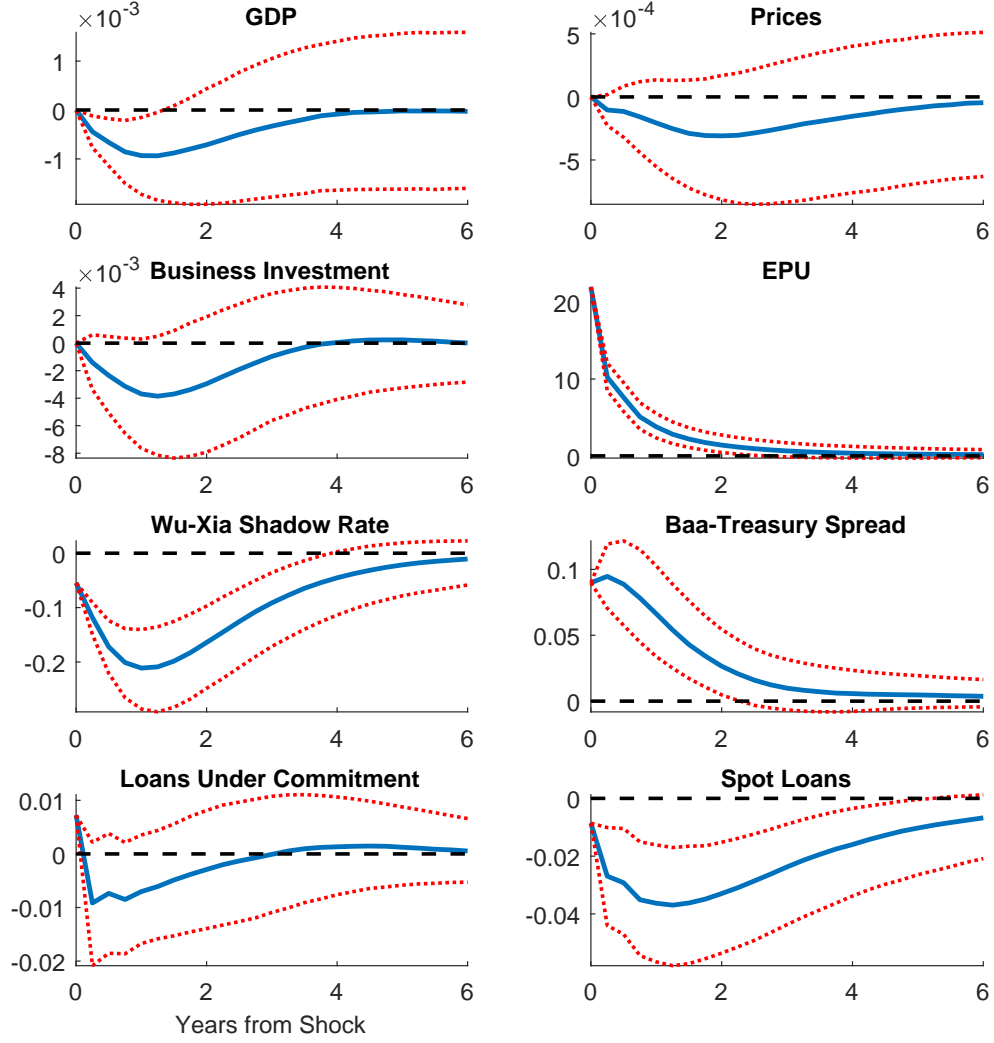 ×10^-3
GDP
1
0
-1
0 2 4 6
×10^-4
Prices
5
0
-5
0 2 4 6
×10^-3
Business Investment
4
2
0
-2
-4
-6
-8
0 2 4 6
EPU
20
10
0
0 2 4 6
Wu-Xia Shadow Rate
0
-0.1
-0.2
0 2 4 6
Baa-Treasury Spread
0.1
0.05
0
0 2 4 6
Loans Under Commitment
0.01
0
-0.01
-0.02
0 2 4 6
Years from Shock
Spot Loans
0
-0.02
-0.04
0 2 4 6